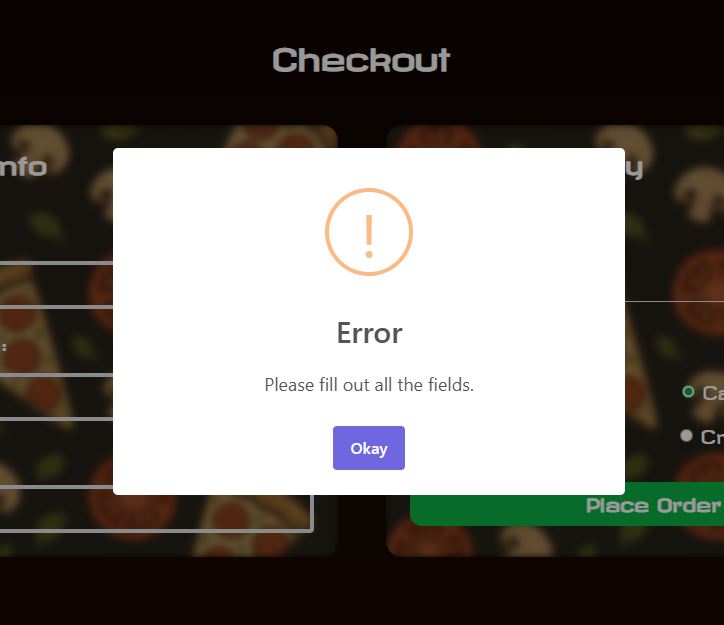 Checkout
nfo
y
:
!
Error
Please fill out all the fields.
Okay
Ca
Cr
Place Order